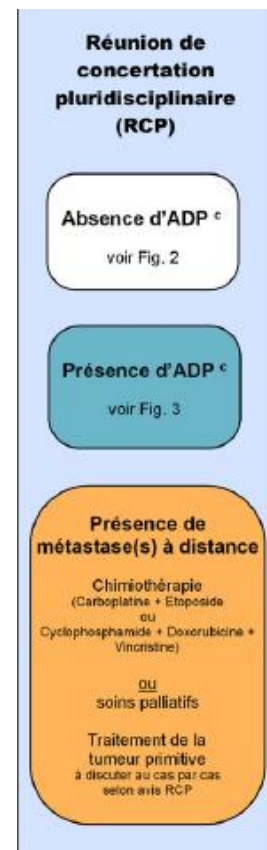 Réunion de
concertation
pluridisciplinaire
(RCP)
Absence d'ADP c
voir Fig. 2
Présence d'ADP c
voir Fig. 3
Présence de
métastase(s) à distance
Chimiothérapie
(Carboplatine + Etoposide
ou
Cyclophosphamide + Doxorubicine +
Vincristine)
ou
soins palliatifs
Traitement de la
tumeur primitive
à discuter au cas par cas
selon avis RCP